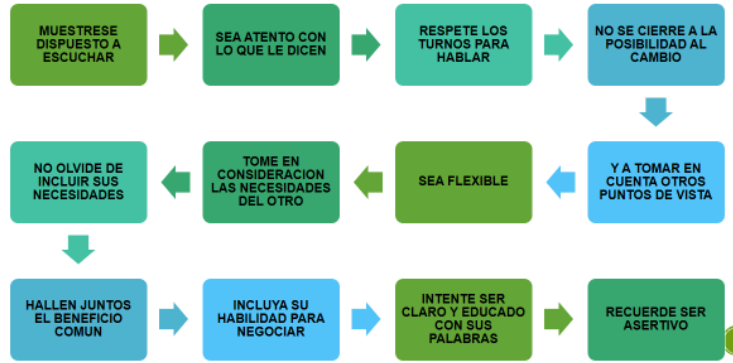 MUESTRESE
DISPUESTO A
ESCUCHAR
SEA ATENTO CON
LO QUE LE DICEN
RESPETE LOS
TURNOS PARA
HABLAR
NO SE CIERRE A LA
POSIBILIDAD AL
CAMBIO
Y A TOMAR EN
CUENTA OTROS
PUNTOS DE VISTA
SEA FLEXIBLE
TOME EN
CONSIDERACION
LAS NECESIDADES
DEL OTRO
NO OLVIDE DE
INCLUIR SUS
NECESIDADES
HALLEN JUNTOS
EL BENEFICIO
COMUN
INCLUYA SU
HABILIDAD PARA
NEGOCIAR
INTENTE SER
CLARO Y EDUCADO
CON SUS
PALABRAS
RECUERDE SER
ASERTIVO